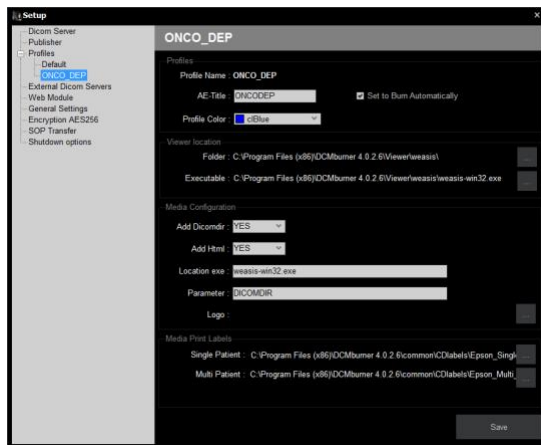 Setup
Dicom Server
Publisher
Profiles
Default
ONCO_DEP
External Dicom Servers
Web Module
General Settings
Encryption AES256
SOP Transfer
Shutdown options
ONCO_DEP
Profiles
Profile Name : ONCO_DEP
AE-Title : ONCODEP Set to Burn Automatically
Profile Color : clBlue
Viewer location
Folder : C:\Program Files (x86)\DCMburner 4.0.2.6\Viewer\weasis\ ...
Executable : C:\Program Files (x86)\DCMburner 4.0.2.6\Viewer\weasis\weasis-win32.exe ...
Media Configuration
Add Dicomdir : YES
Add Html : YES
Location exe : weasis-win32.exe
Parameter : DICOMDIR
Logo : ...
Media Print Labels
Single Patient : C:\Program Files (x86)\DCMburner 4.0.2.6\common\CDlabels\Epson_Singl ...
Multi Patient : C:\Program Files (x86)\DCMburner 4.0.2.6\common\CDlabels\Epson_Multi_ ...
Save